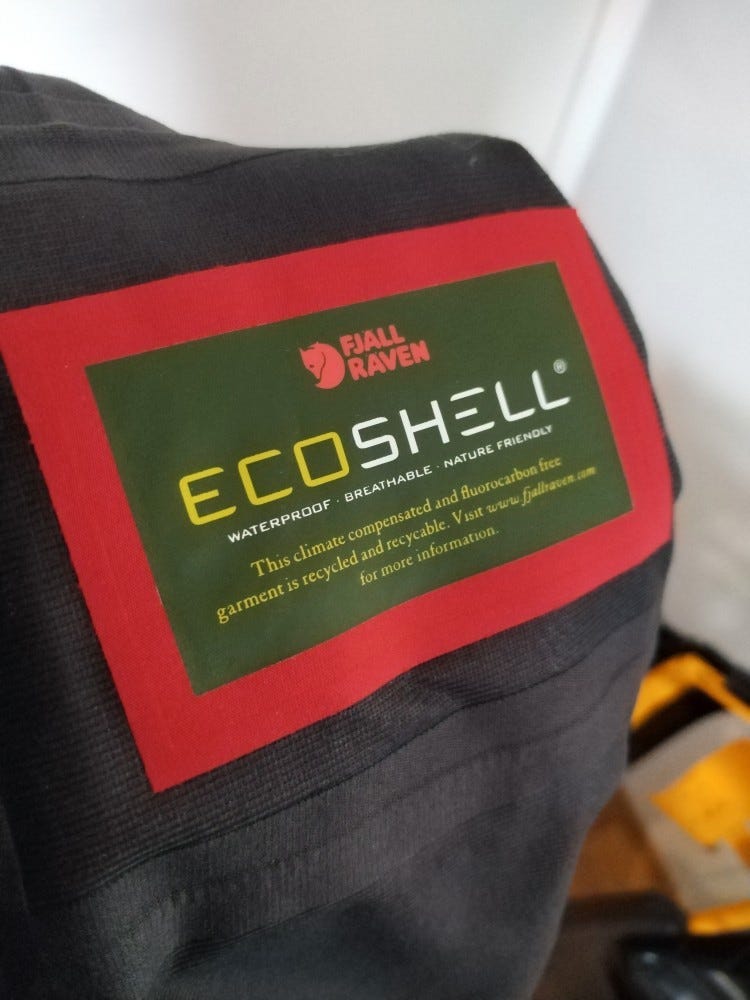 FJALL
RAVEN
ECOSHELL®
WATERPROOF · BREATHABLE · NATURE FRIENDLY
This climate compensated and fluorocarbon free
garment is recycled and recycable. Visit www.fjallraven.com
for more information.